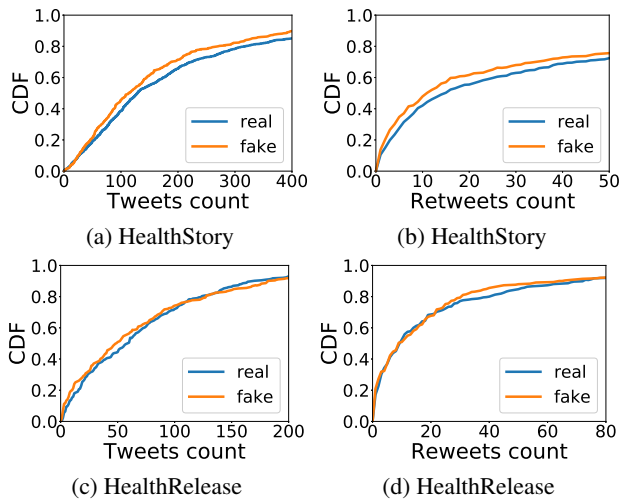 CDF
1.0
0.8
0.6
0.4
0.2
0.0
0 100 200 300 400
Tweets count
real
fake
(a) HealthStory
CDF
1.0
0.8
0.6
0.4
0.2
0.0
0 10 20 30 40 50
Retweets count
real
fake
(b) HealthStory
CDF
1.0
0.8
0.6
0.4
0.2
0.0
0 50 100 150 200
Tweets count
real
fake
(c) HealthRelease
CDF
1.0
0.8
0.6
0.4
0.2
0.0
0 20 40 60 80
Reweets count
real
fake
(d) HealthRelease